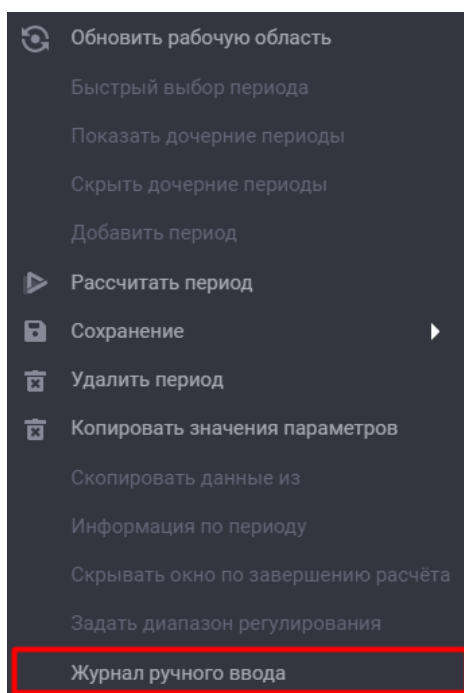 Обновить рабочую область
Быстрый выбор периода
Показать дочерние периоды
Скрыть дочерние периоды
Добавить период
Рассчитать период
Сохранение
Удалить период
Копировать значения параметров
Скопировать данные из
Информация по периоду
Скрывать окно по завершению расчёта
Задать диапазон регулирования
Журнал ручного ввода